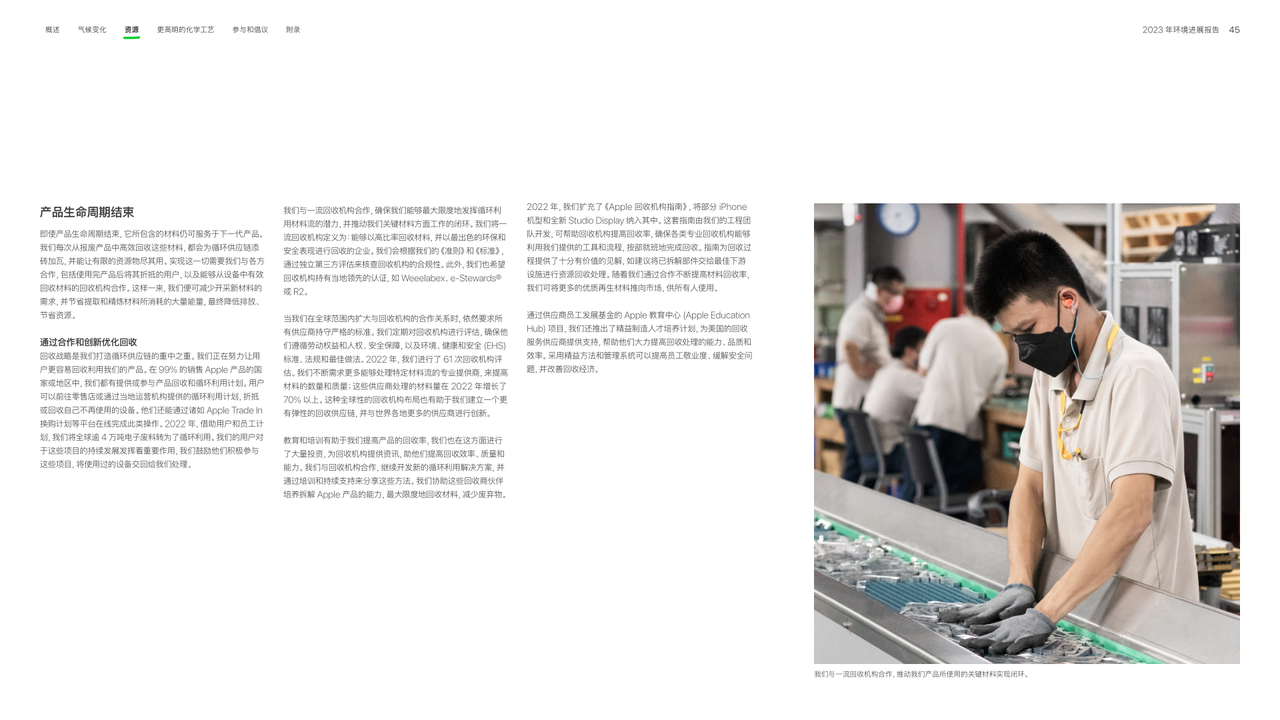 概述
气候变化
资源
更高明的化学工艺
参与和倡议
附录
2023 年环境进展报告
45
产品生命周期结束
即使产品生命周期结束，它所包含的材料仍可服务于下一代产品。
我们每次从报废产品中高效回收这些材料，都会为循环供应链添
砖加瓦，并能让有限的资源物尽其用。实现这一切需要我们与各方
合作，包括使用完产品后将其折抵的用户，以及能够从设备中有效
回收材料的回收机构合作。这样一来，我们便可减少开采新材料的
需求，并节省提取和精炼材料所消耗的大量能量，最终降低排放、
节省资源。
通过合作和创新优化回收
回收战略是我们打造循环供应链的重中之重。我们正在努力让用
户更容易回收利用我们的产品。在 99% 的销售 Apple 产品的国
家或地区中，我们都有提供或参与产品回收和循环利用计划。用户
可以前往零售店或通过当地运营机构提供的循环利用计划，折抵
或回收自己不再使用的设备。他们还能通过诸如 Apple Trade In
换购计划等平台在线完成此类操作。2022 年，借助用户和员工计
划，我们将全球逾 4 万吨电子废料转为了循环利用。我们的用户对
于这些项目的持续发展发挥着重要作用，我们鼓励他们积极参与
这些项目，将使用过的设备交回给我们处理。
我们与一流回收机构合作，确保我们能够最大限度地发挥循环利
用材料流的潜力，并推动我们关键材料方面工作的闭环。我们将一
流回收机构定义为：能够以高比率回收材料，并以最出色的环保和
安全表现进行回收的企业。我们会根据我们的《准则》和《标准》，
通过独立第三方评估来核查回收机构的合规性。此外，我们也希望
回收机构持有当地领先的认证，如 Weeelabex、e-Stewards®
或 R2。
当我们在全球范围内扩大与回收机构的合作关系时，依然要求所
有供应商持守严格的标准。我们定期对回收机构进行评估，确保他
们遵循劳动权益和人权、安全保障，以及环境、健康和安全 (EHS)
标准、法规和最佳做法。2022 年，我们进行了 61 次回收机构评
估。我们不断需求更多能够处理特定材料流的专业提供商，来提高
材料的数量和质量：这些供应商处理的材料量在 2022 年增长了
70% 以上。这种全球性的回收机构布局也有助于我们建立一个更
有弹性的回收供应链，并与世界各地更多的供应商进行创新。
教育和培训有助于我们提高产品的回收率，我们也在这方面进行
了大量投资，为回收机构提供资讯，助他们提高回收效率、质量和
能力。我们与回收机构合作，继续开发新的循环利用解决方案，并
通过培训和持续支持来分享这些方法。我们协助这些回收商伙伴
培养拆解 Apple 产品的能力，最大限度地回收材料，减少废弃物。
2022 年，我们扩充了《Apple 回收机构指南》，将部分 iPhone
机型和全新 Studio Display 纳入其中。这套指南由我们的工程团
队开发，可帮助回收机构提高回收率，确保各类专业回收机构能够
利用我们提供的工具和流程，按部就班地完成回收。指南为回收过
程提供了十分有价值的见解，如建议将已拆解部件交给最佳下游
设施进行资源回收处理。随着我们通过合作不断提高材料回收率，
我们可将更多的优质再生材料推向市场，供所有人使用。
通过供应商员工发展基金的 Apple 教育中心 (Apple Education
Hub) 项目，我们还推出了精益制造人才培养计划，为美国的回收
服务供应商提供支持，帮助他们大力提高回收处理的能力、品质和
效率。采用精益方法和管理系统可以提高员工敬业度、缓解安全问
题，并改善回收经济。
我们与一流回收机构合作，推动我们产品所使用的关键材料实现闭环。